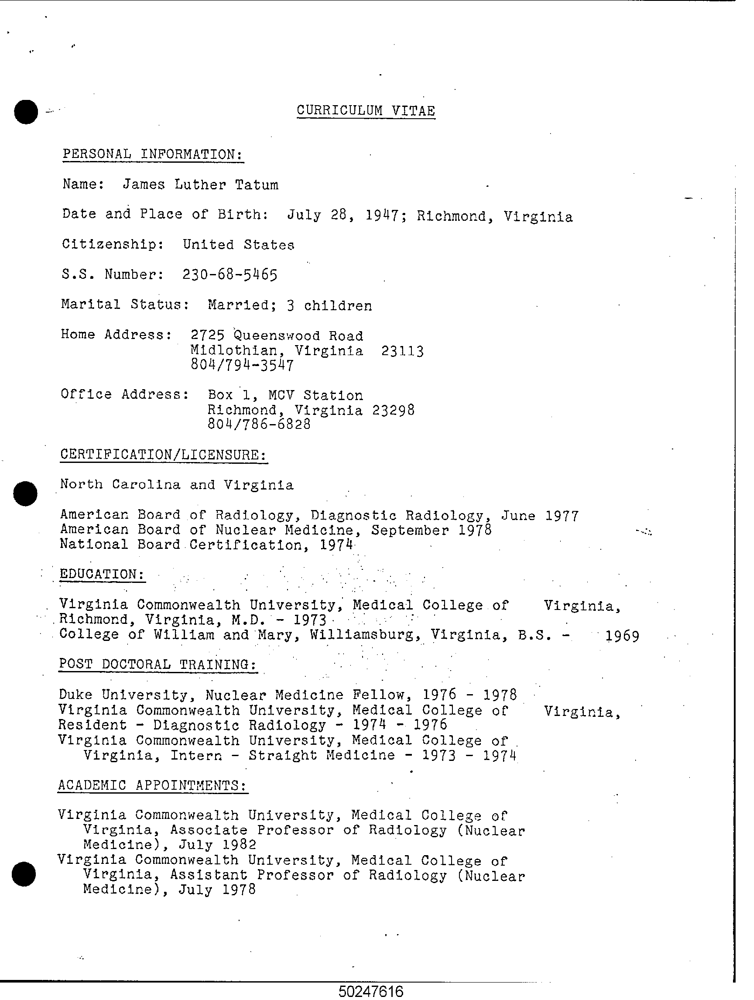 CURRICULUM VITAE
PERSONAL INFORMATION:
Name: James Luther Tatum
Date and Place of Birth: July 28, 1947; Richmond, Virginia
Citizenship: United States
S.S. Number: 230-68-5465
Marital Status: Married; 3 children
Home Address: 2725 Queenswood Road
Midlothian, Virginia 23113
804/794-3547
Office Address: Box 1, MCV Station
Richmond, Virginia 23298
804/786-6828
CERTIFICATION/LICENSURE:
North Carolina and Virginia
American Board of Radiology, Diagnostic Radiology, June 1977
American Board of Nuclear Medicine, September 1978
National Board Certification, 1974
EDUCATION:
Virginia Commonwealth University, Medical College of Virginia,
Richmond, Virginia, M.D. - 1973
College of William and Mary, Williamsburg, Virginia, B.S. - 1969
POST DOCTORAL TRAINING:
Duke University, Nuclear Medicine Fellow, 1976 - 1978
Virginia Commonwealth University, Medical College of Virginia,
Resident - Diagnostic Radiology - 1974 - 1976
Virginia Commonwealth University, Medical College of
Virginia, Intern - Straight Medicine - 1973 - 1974
ACADEMIC APPOINTMENTS:
Virginia Commonwealth University, Medical College of
Virginia, Associate Professor of Radiology (Nuclear
Medicine), July 1982
Virginia Commonwealth University, Medical College of
Virginia, Assistant Professor of Radiology (Nuclear
Medicine), July 1978
50247616